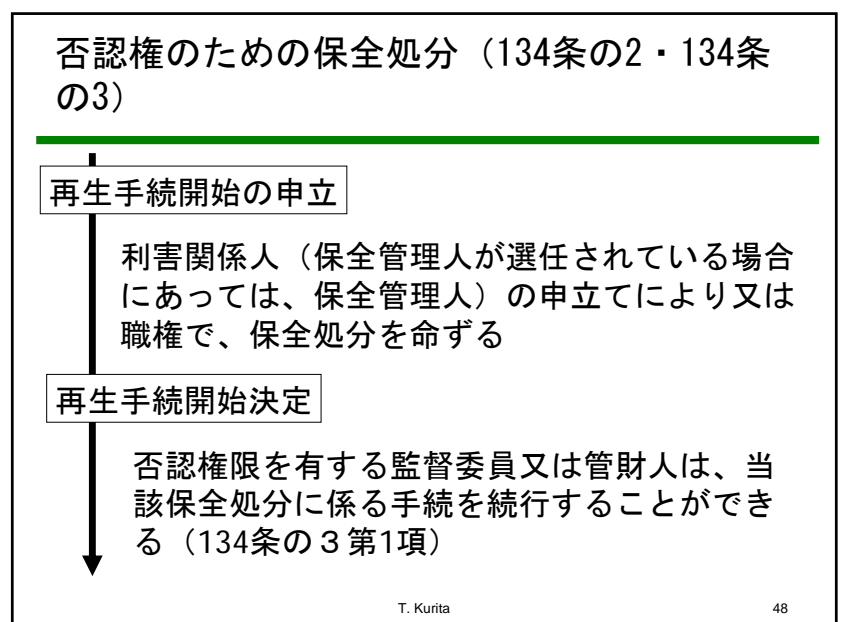 否認権のための保全処分（134条の2・134条
の3）
再生手続開始の申立
利害関係人（保全管理人が選任されている場合
にあっては、保全管理人）の申立てにより又は
職権で、保全処分を命ずる
再生手続開始決定
否認権限を有する監督委員又は管財人は、当
該保全処分に係る手続を続行することができ
る（134条の３第1項）
T. Kurita
48